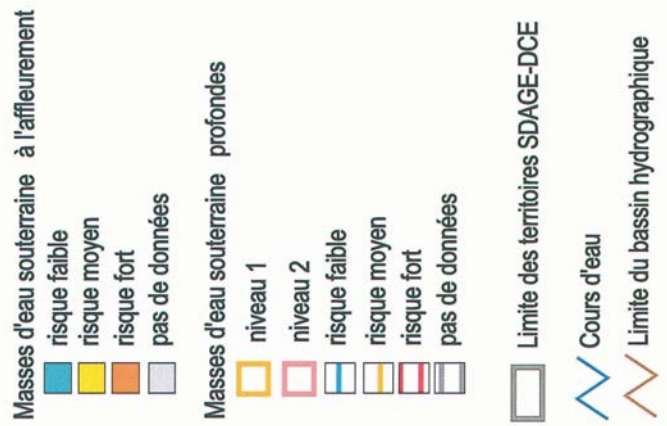 Masses d'eau souterraine à l'affleurement
risque faible
risque moyen
risque fort
pas de données
Masses d'eau souterraine profondes
niveau 1
niveau 2
risque faible
risque moyen
risque fort
pas de données
Limite des territoires SDAGE-DCE
Cours d'eau
Limite du bassin hydrographique